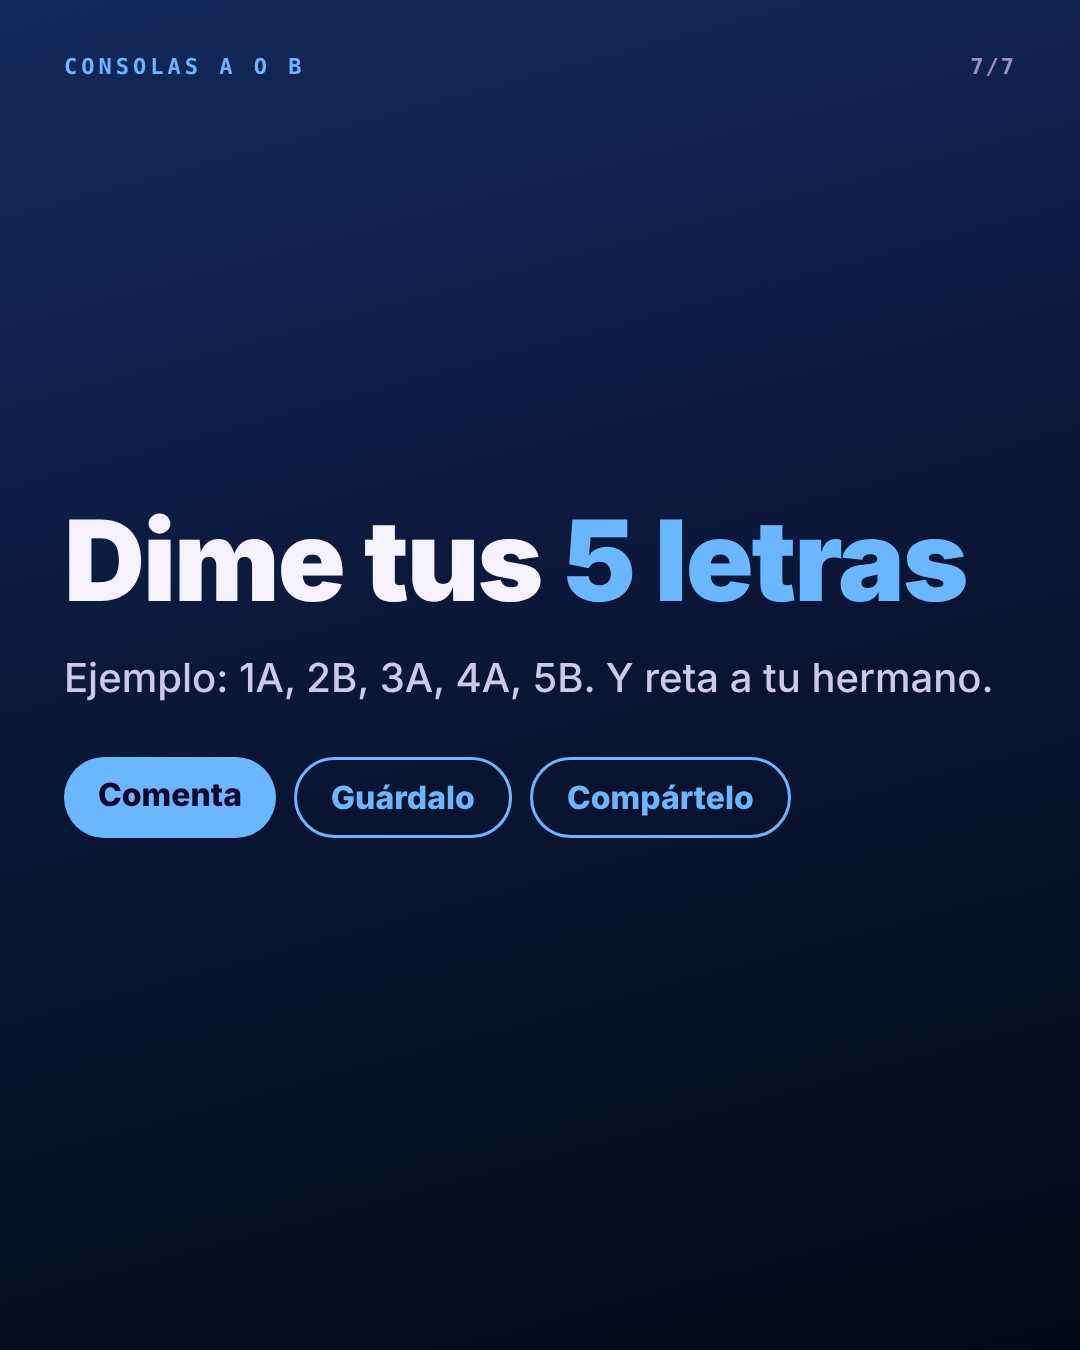 CONSOLAS A O B
7/7
Dime tus 5 letras
Ejemplo: 1A, 2B, 3A, 4A, 5B. Y reta a tu hermano.
Comenta
Guárdalo
Compártelo